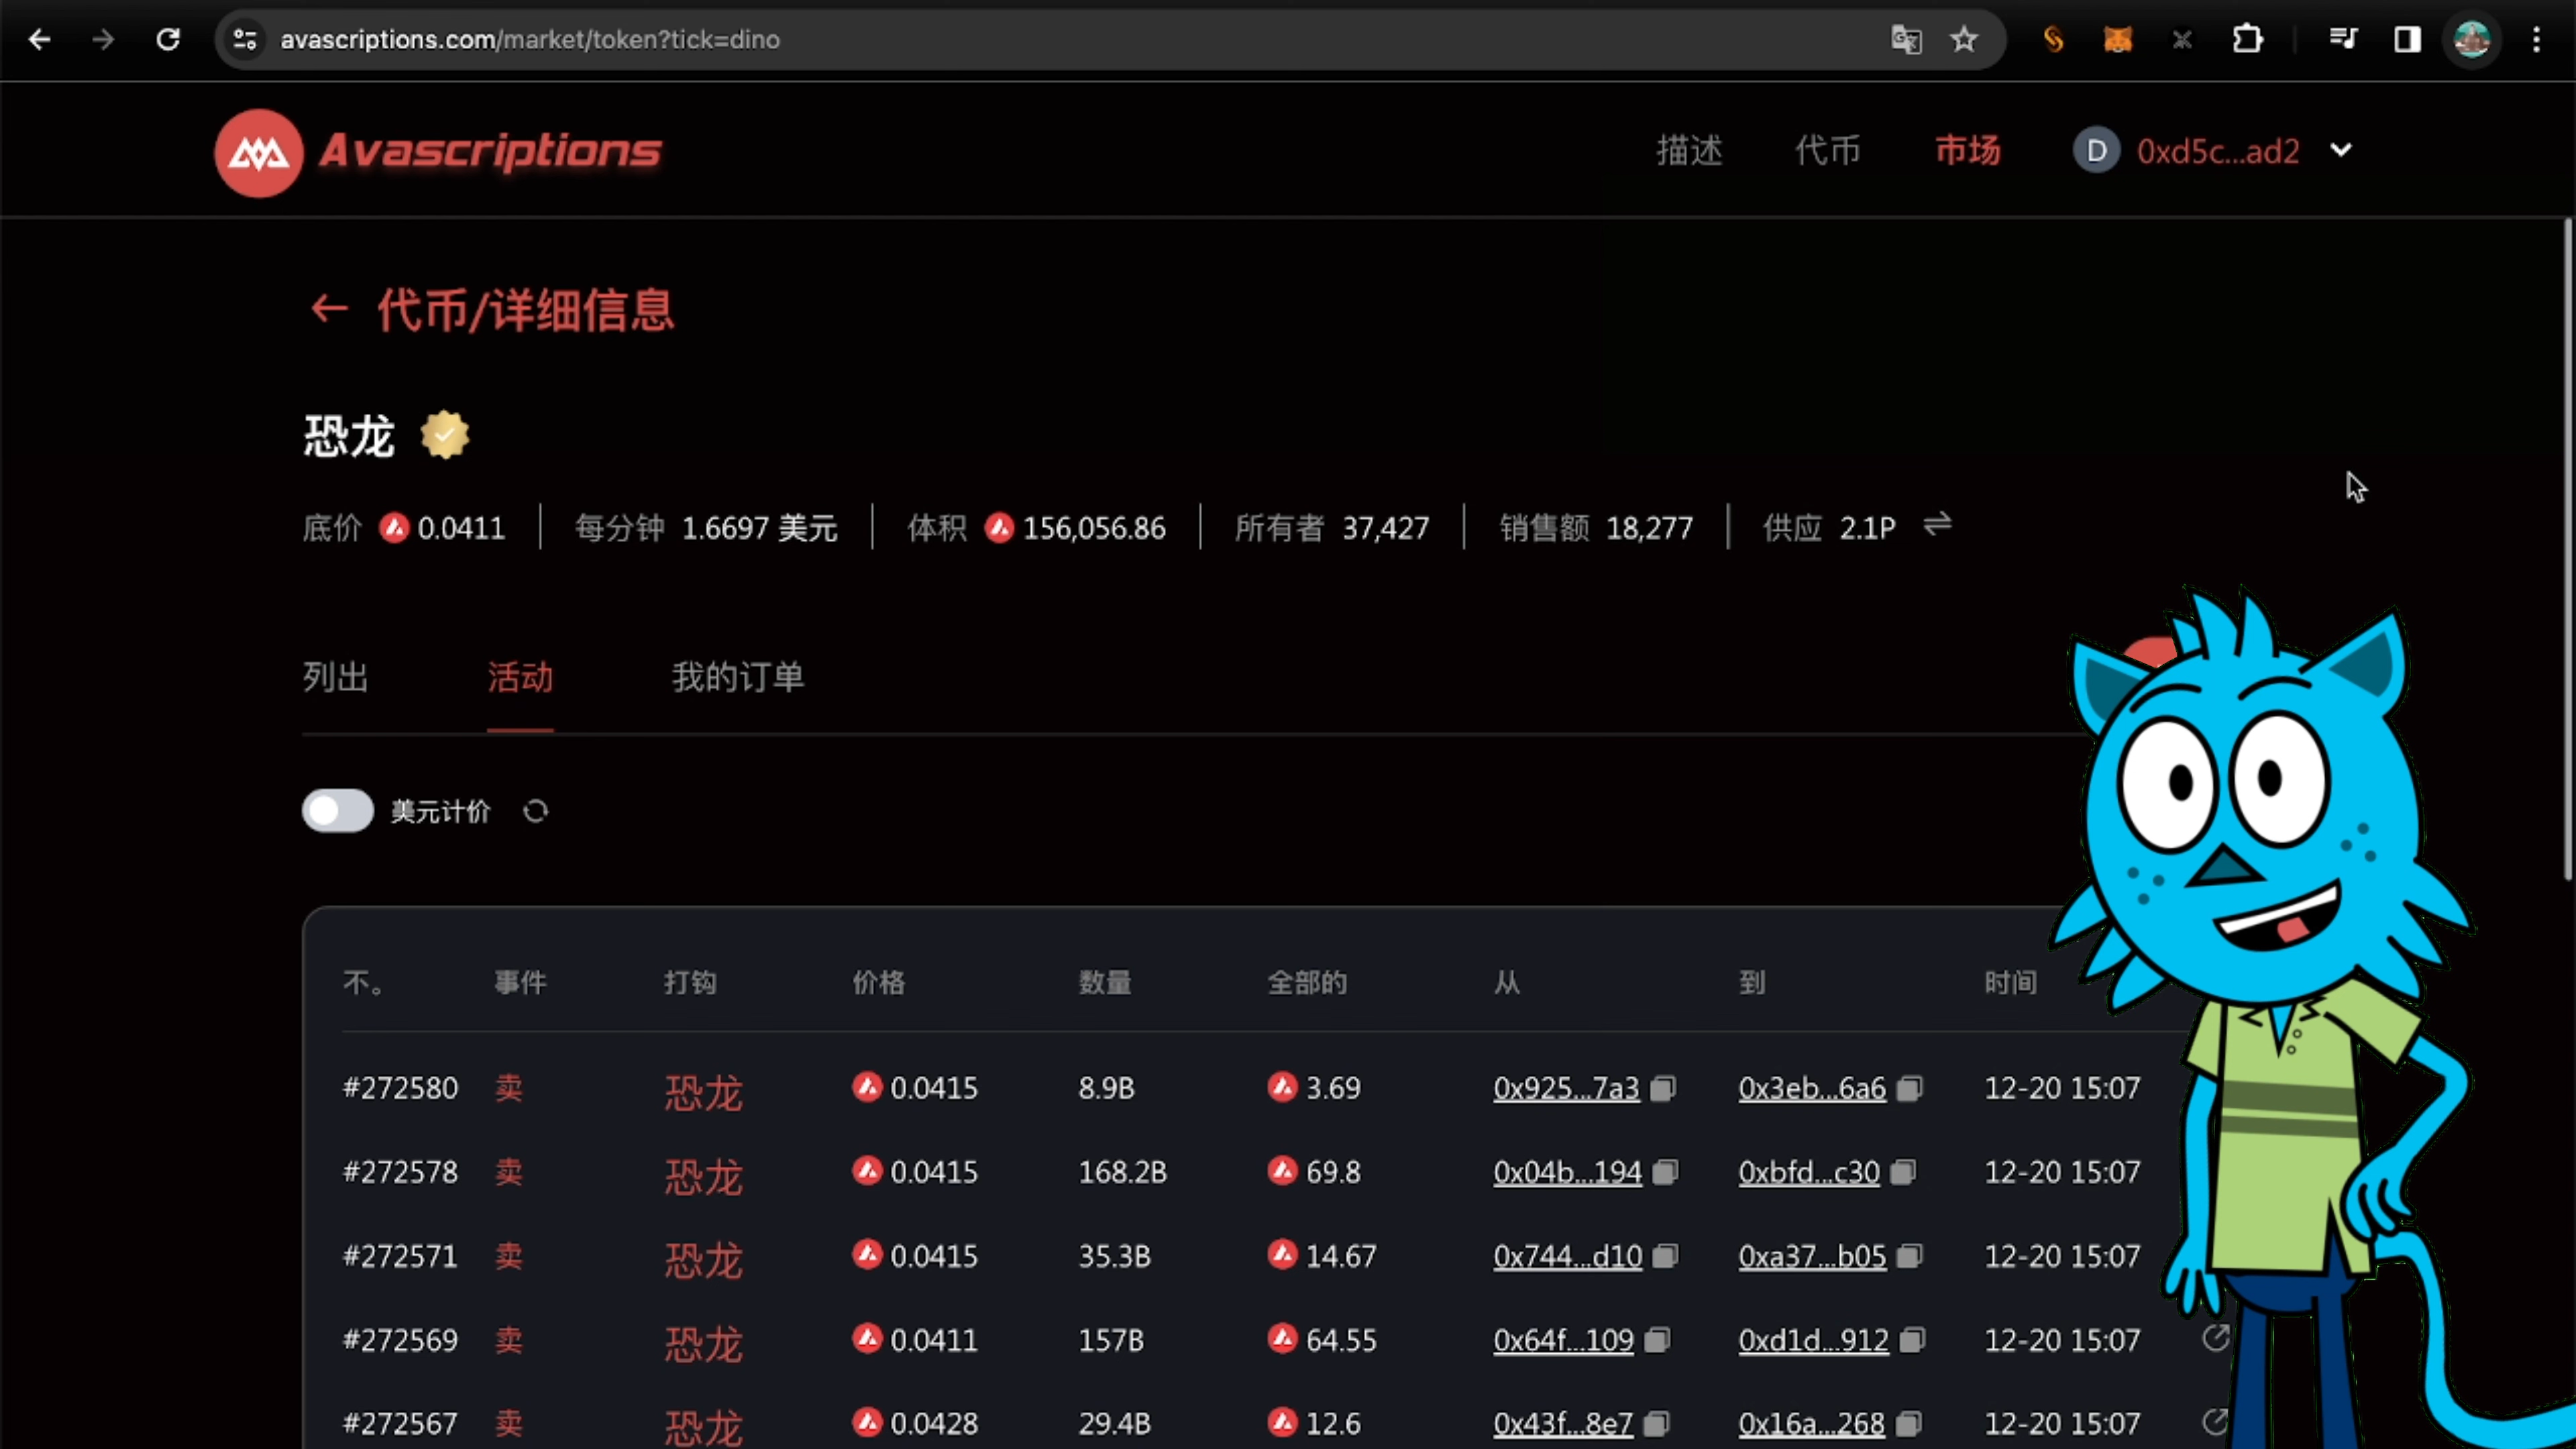 avascriptions.com/market/token?tick=dino
Avascriptions
描述 代币 市场 D 0xd5c...ad2
← 代币/详细信息
恐龙
底价 0.0411 每分钟 1.6697 美元 体积 156,056.86 所有者 37,427 销售额 18,277 供应 2.1P
列出 活动 我的订单
美元计价
不。 事件 打钩 价格 数量 全部的 从 到 时间
#272580 卖 恐龙 0.0415 8.9B 3.69 0x925...7a3 0x3eb...6a6 12-20 15:07
#272578 卖 恐龙 0.0415 168.2B 69.8 0x04b...194 0xbfd...c30 12-20 15:07
#272571 卖 恐龙 0.0415 35.3B 14.67 0x744...d10 0xa37...b05 12-20 15:07
#272569 卖 恐龙 0.0411 157B 64.55 0x64f...109 0xd1d...912 12-20 15:07
#272567 卖 恐龙 0.0428 29.4B 12.6 0x43f...8e7 0x16a...268 12-20 15:07